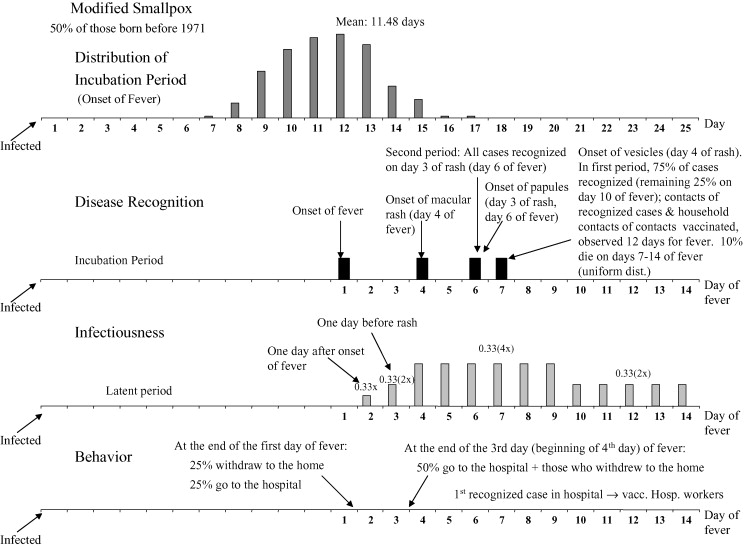 Modified Smallpox
50% of those born before 1971
Mean: 11.48 days
Distribution of
Incubation Period
(Onset of Fever)
1 2 3 4 5 6 7 8 9 10 11 12 13 14 15 16 17 18 19 20 21 22 23 24 25 Day
Infected
Second period: All cases recognized
on day 3 of rash (day 6 of fever)
Onset of vesicles (day 4 of rash).
In first period, 75% of cases
recognized (remaining 25% on
day 10 of fever); contacts of
recognized cases & household
contacts of contacts vaccinated,
observed 12 days for fever. 10%
die on days 7-14 of fever
(uniform dist.)
Disease Recognition
Onset of fever
Onset of macular
rash (day 4 of
fever)
Onset of papules
(day 3 of rash,
day 6 of fever)
Incubation Period
1 2 3 4 5 6 7 8 9 10 11 12 13 14 Day of
fever
Infected
Infectiousness
One day before rash
One day after onset
of fever
0.33x
0.33(2x)
0.33(4x)
0.33(2x)
Latent period
1 2 3 4 5 6 7 8 9 10 11 12 13 14 Day of
fever
Infected
Behavior
At the end of the first day of fever:
25% withdraw to the home
25% go to the hospital
At the end of the 3rd day (beginning of 4th day) of fever:
50% go to the hospital + those who withdrew to the home
1st recognized case in hospital → vacc. Hosp. workers
1 2 3 4 5 6 7 8 9 10 11 12 13 14 Day of
fever
Infected